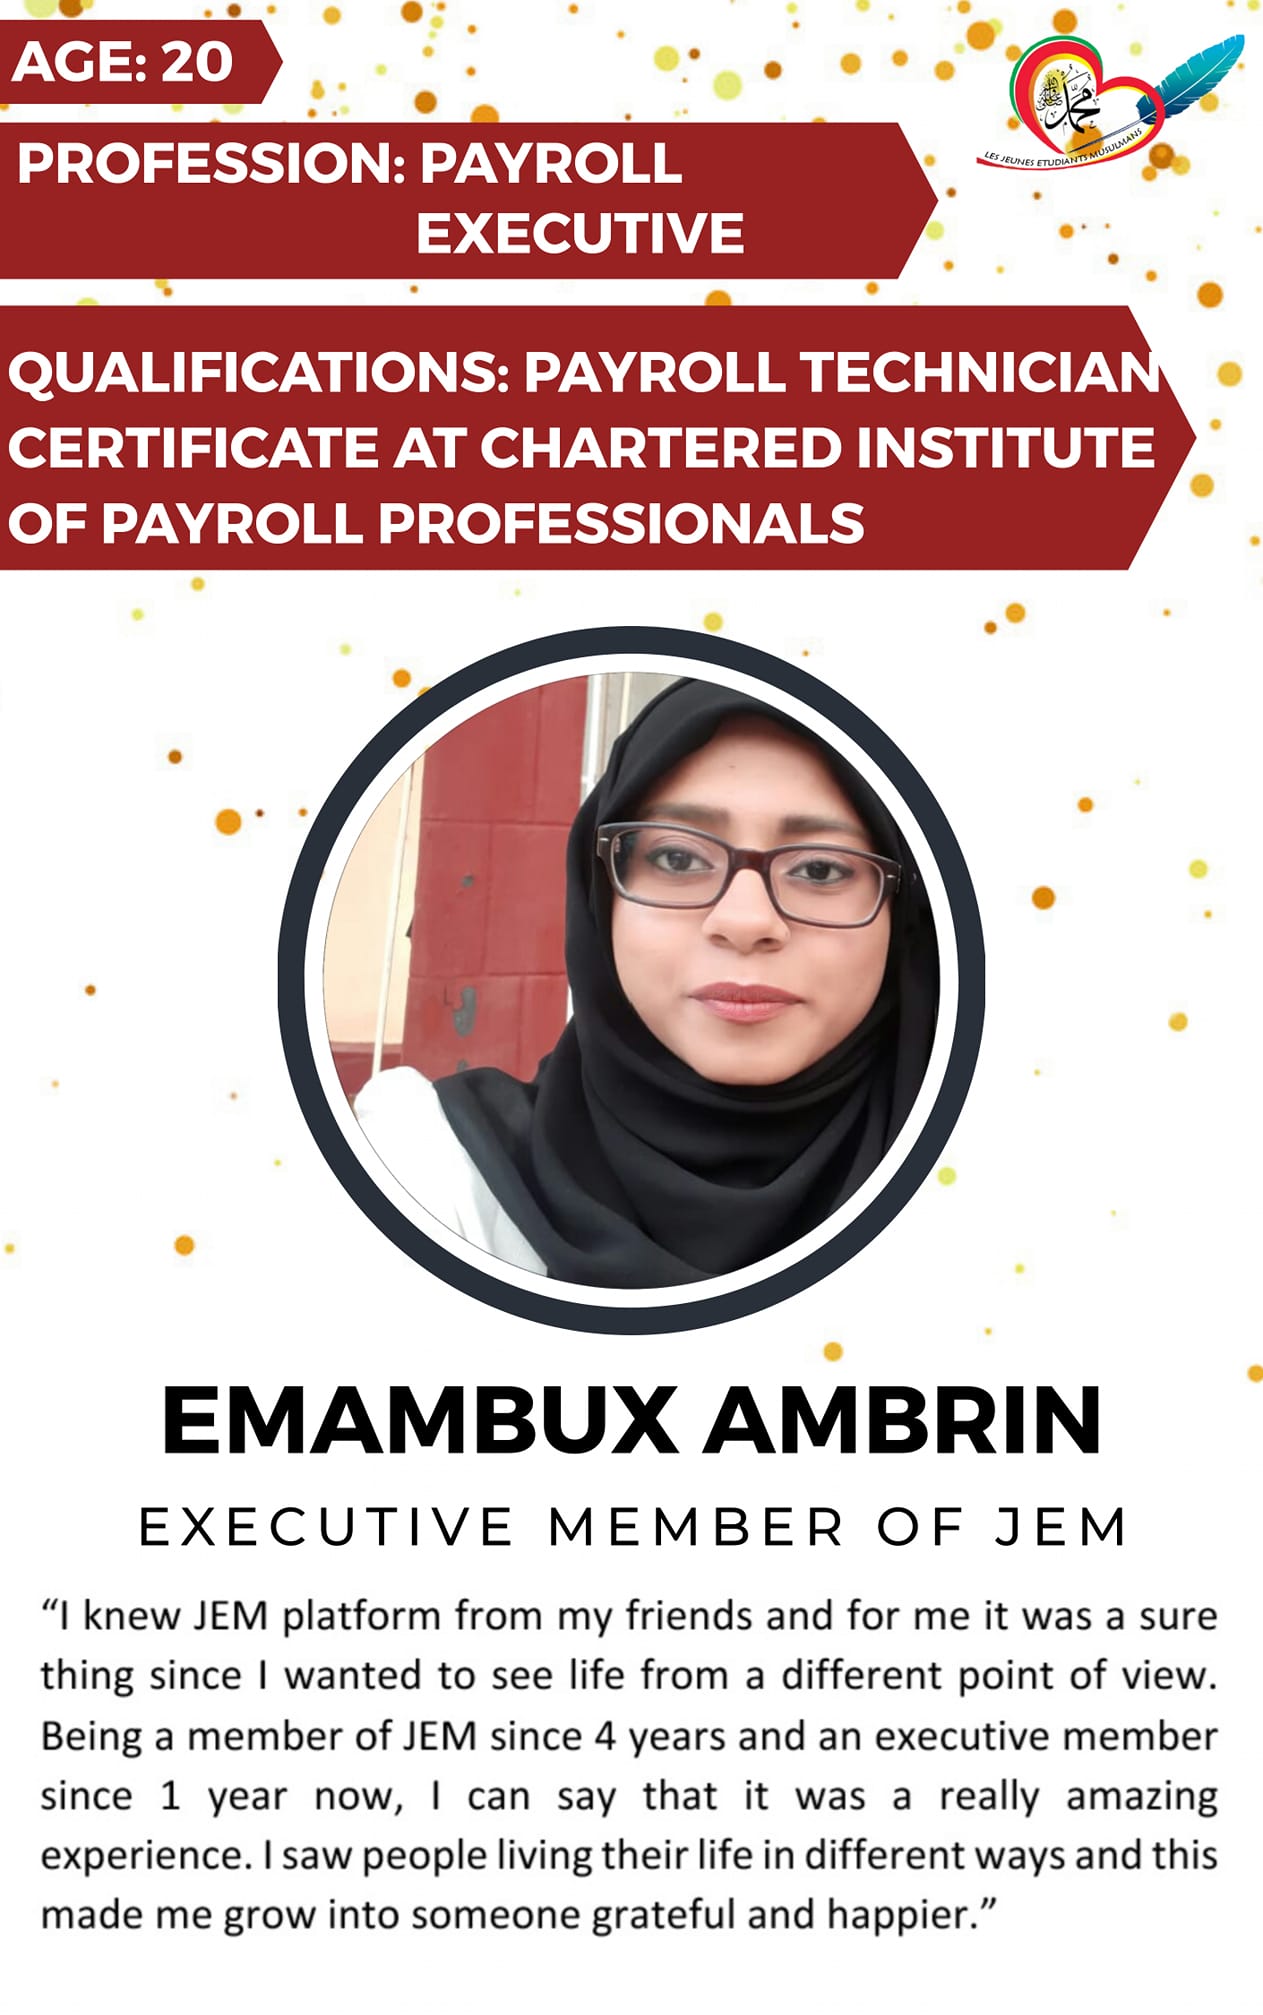 AGE: 20
LES JEUNES ETUDIANTS MUSULMANS
PROFESSION: PAYROLL
EXECUTIVE
QUALIFICATIONS: PAYROLL TECHNICIAN
CERTIFICATE AT CHARTERED INSTITUTE
OF PAYROLL PROFESSIONALS
EMAMBUX AMBRIN
EXECUTIVE MEMBER OF JEM
“I knew JEM platform from my friends and for me it was a sure
thing since I wanted to see life from a different point of view.
Being a member of JEM since 4 years and an executive member
since 1 year now, I can say that it was a really amazing
experience. I saw people living their life in different ways and this
made me grow into someone grateful and happier.”